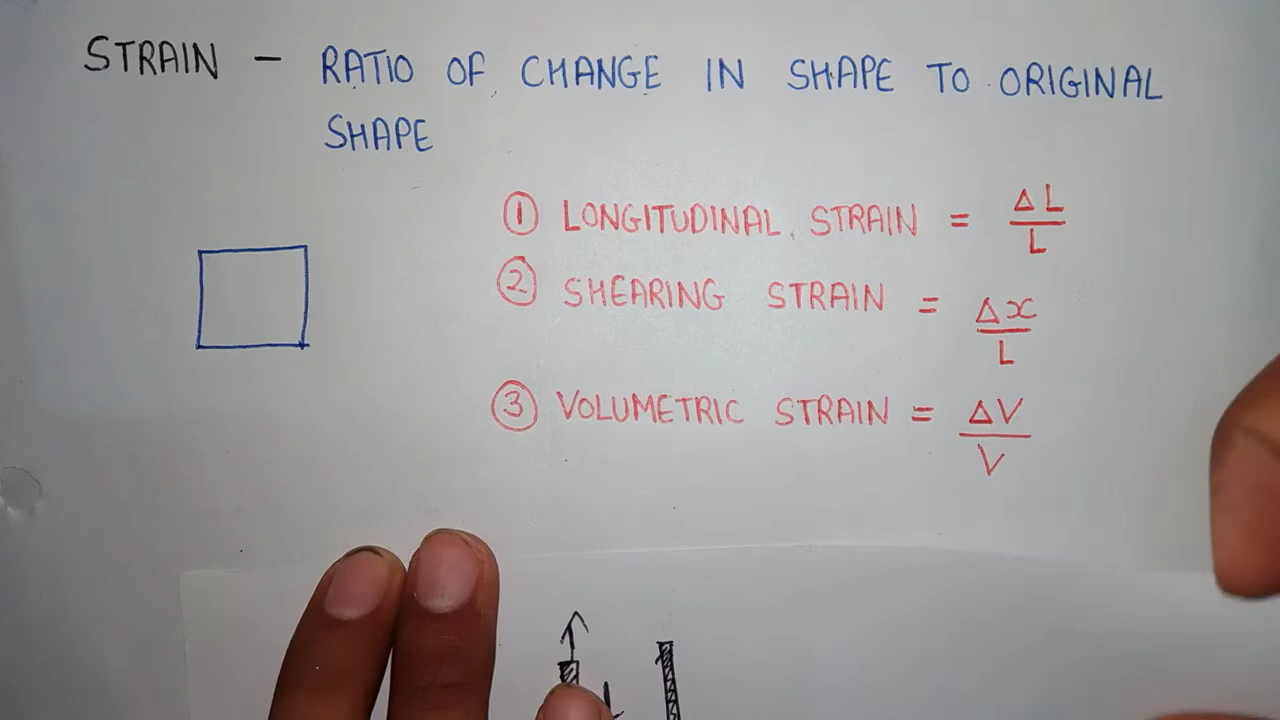 STRAIN - RATIO OF CHANGE IN SHAPE TO ORIGINAL
SHAPE
① LONGITUDINAL STRAIN = ΔL/L
② SHEARING STRAIN = Δx/L
③ VOLUMETRIC STRAIN = ΔV/V